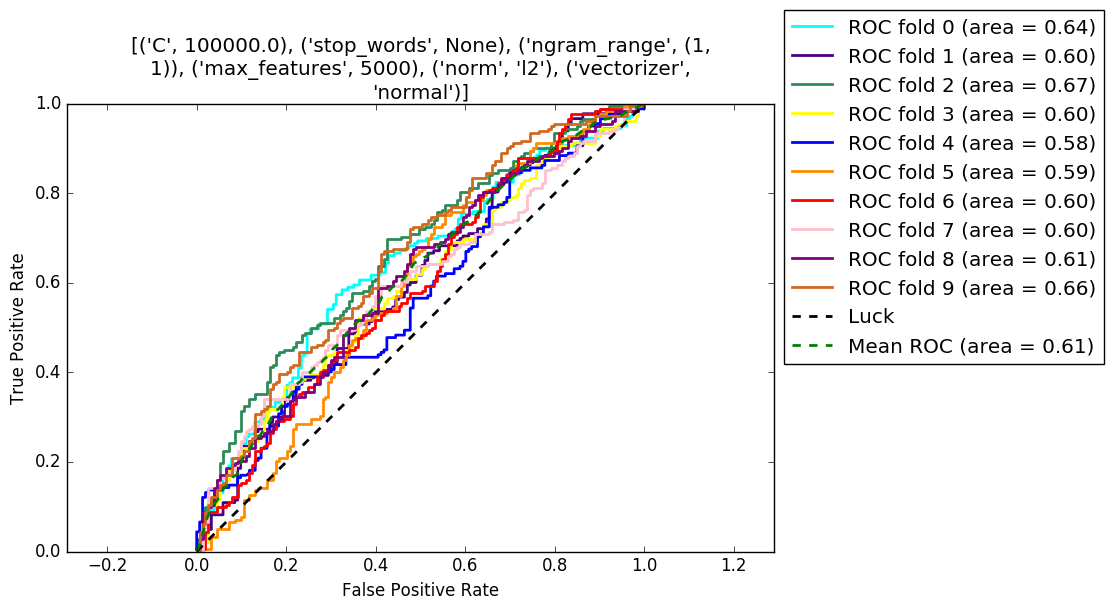 [('C', 100000.0), ('stop_words', None), ('ngram_range', (1,
1)), ('max_features', 5000), ('norm', 'l2'), ('vectorizer',
'normal')]
ROC fold 0 (area = 0.64)
ROC fold 1 (area = 0.60)
ROC fold 2 (area = 0.67)
ROC fold 3 (area = 0.60)
ROC fold 4 (area = 0.58)
ROC fold 5 (area = 0.59)
ROC fold 6 (area = 0.60)
ROC fold 7 (area = 0.60)
ROC fold 8 (area = 0.61)
ROC fold 9 (area = 0.66)
Luck
Mean ROC (area = 0.61)
True Positive Rate
1.0
0.8
0.6
0.4
0.2
0.0
−0.2
0.0
0.2
0.4
0.6
0.8
1.0
1.2
False Positive Rate